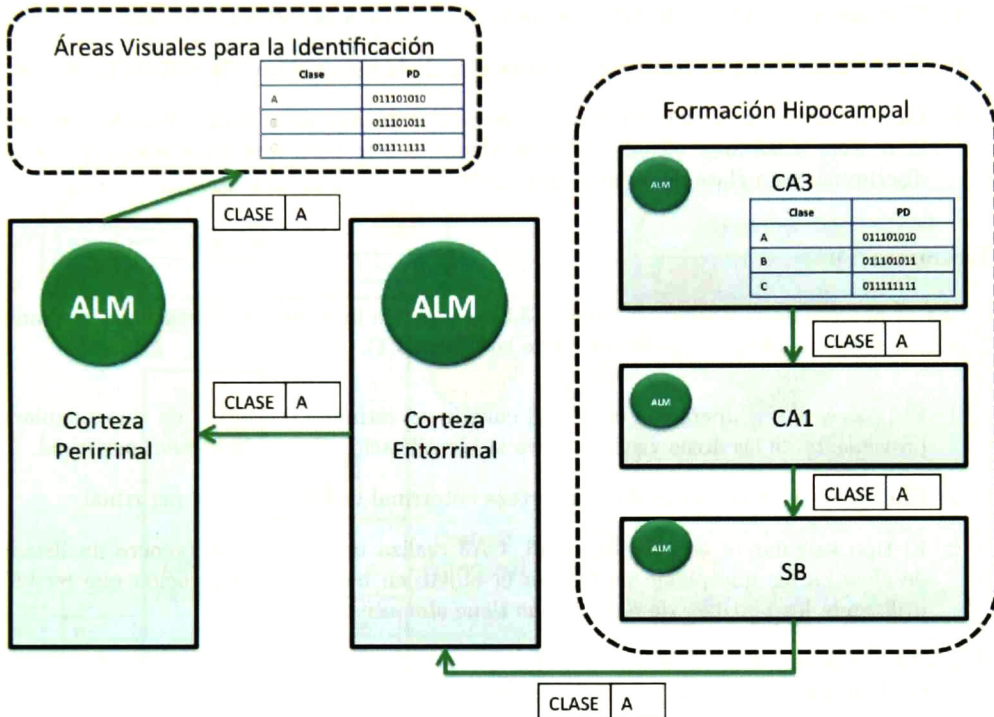 Áreas Visuales para la Identificación
Clase PD
A 011101010
B 011101011
C 011111111
CLASE A
ALM
Corteza
Perirrinal
CLASE A
ALM
Corteza
Entorrinal
Formación Hipocampal
ALM
CA3
Clase PD
A 011101010
B 011101011
C 011111111
CLASE A
ALM
CA1
CLASE A
ALM
SB
CLASE A